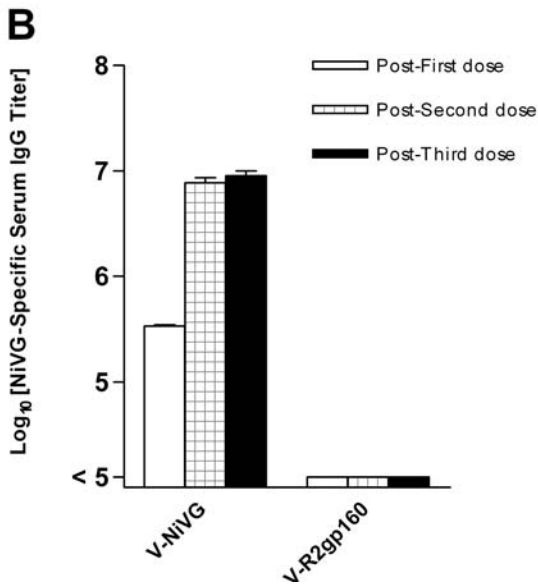 B
Log10 [NiVG-Specific Serum IgG Titer]
8
7
6
5
< 5
Post-First dose
Post-Second dose
Post-Third dose
V-NiVG
V-R2gp160